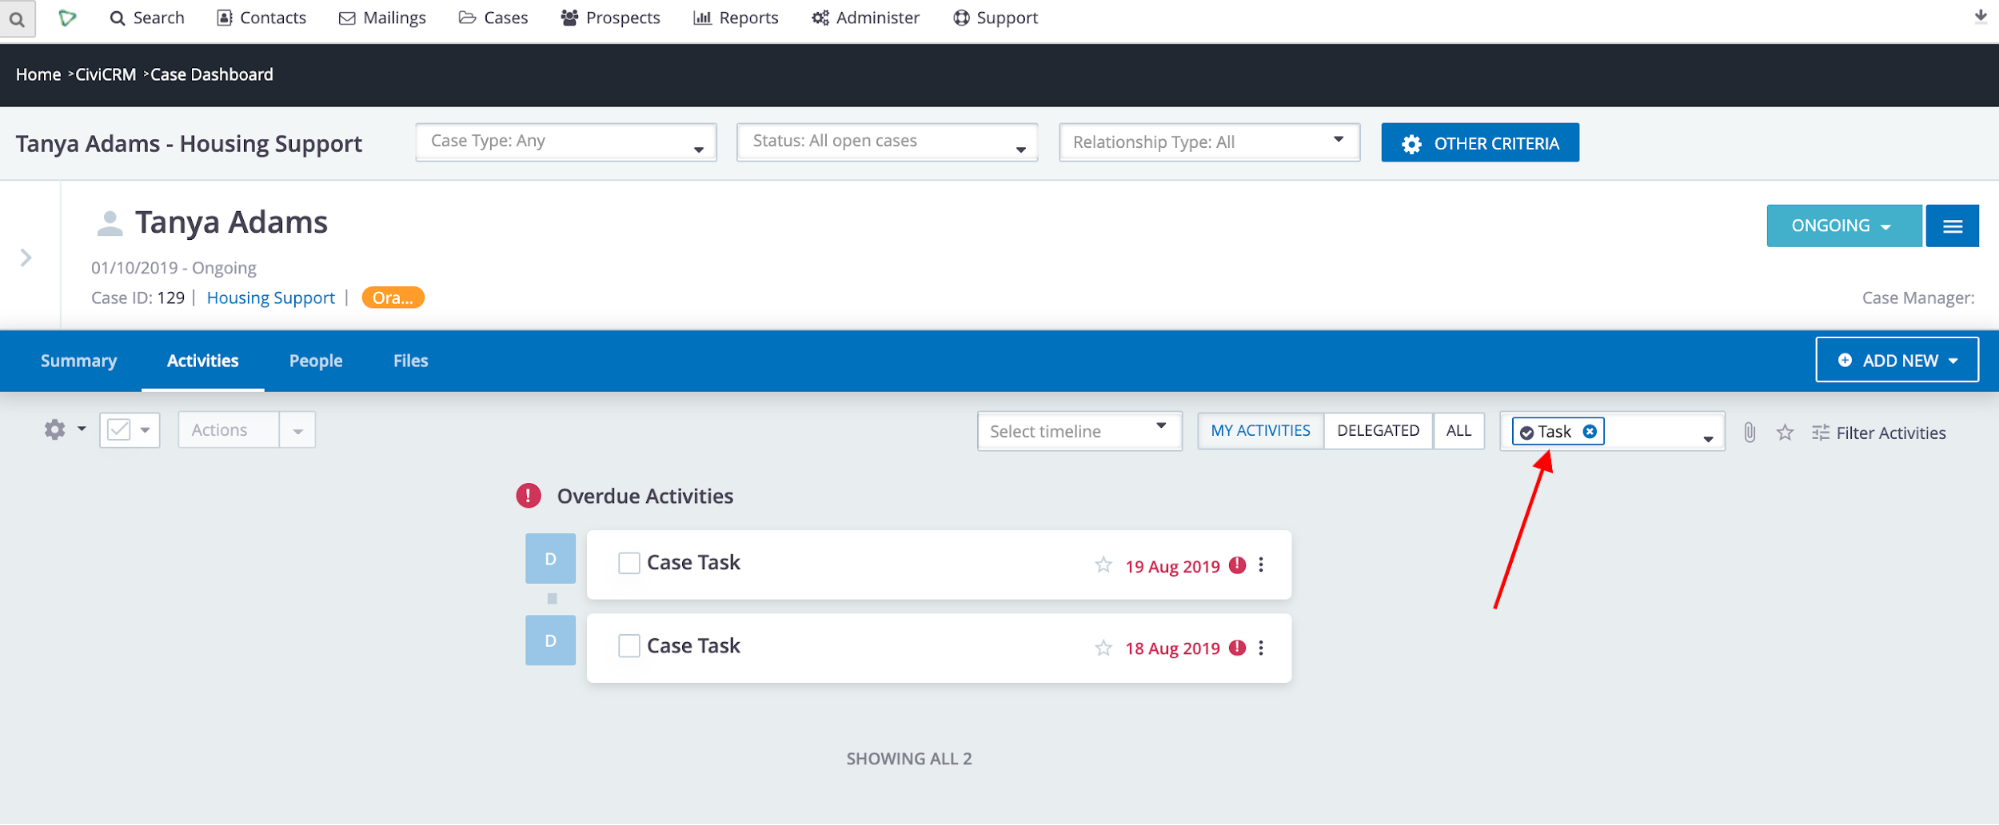 Search Contacts Mailings Cases Prospects Reports Administer Support
Home > CiviCRM > Case Dashboard
Tanya Adams - Housing Support Case Type: Any Status: All open cases Relationship Type: All OTHER CRITERIA
Tanya Adams
ONGOING
01/10/2019 - Ongoing
Case ID: 129 | Housing Support | Ora...
Case Manager:
Summary Activities People Files ADD NEW
Actions Select timeline MY ACTIVITIES DELEGATED ALL Task Filter Activities
! Overdue Activities
D Case Task 19 Aug 2019 !
D Case Task 18 Aug 2019 !
SHOWING ALL 2